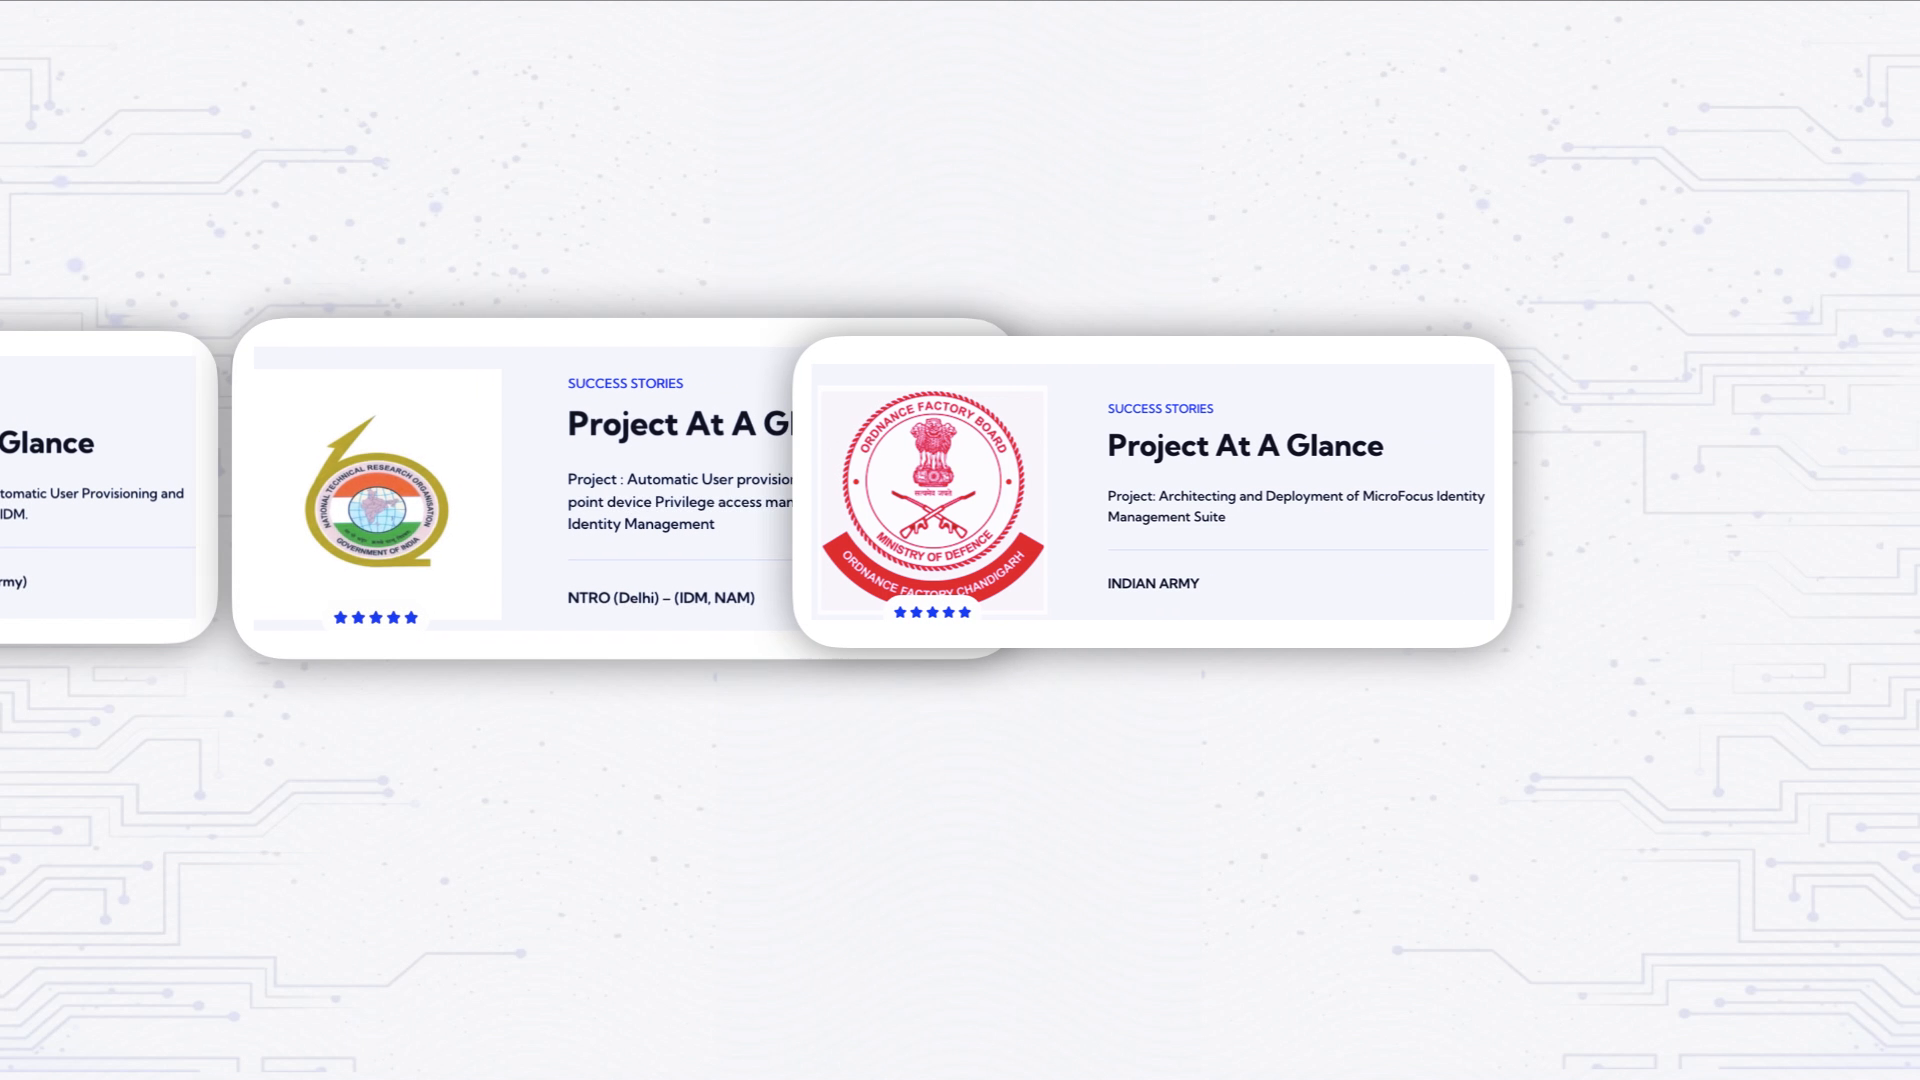 Glance
tomatic User Provisioning and
IDM.
rmy)
NATIONAL TECHNICAL RESEARCH ORGANISATION
GOVERNMENT OF INDIA
SUCCESS STORIES
Project At A Gl
Project : Automatic User provision
point device Privilege access man
Identity Management
NTRO (Delhi) – (IDM, NAM)
ORDNANCE FACTORY BOARD
सत्यमेव जयते
MINISTRY OF DEFENCE
ORDNANCE FACTORY CHANDIGARH
SUCCESS STORIES
Project At A Glance
Project: Architecting and Deployment of MicroFocus Identity
Management Suite
INDIAN ARMY